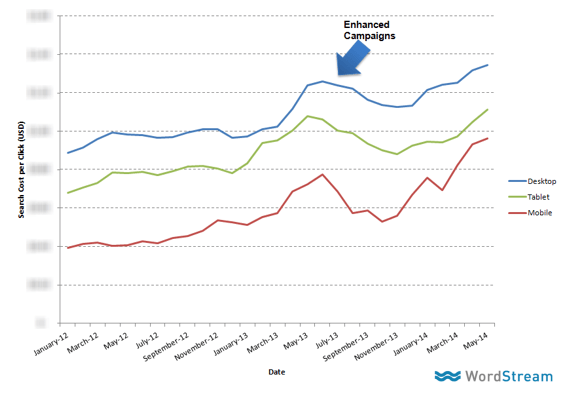 Enhanced
Campaigns
Search Cost per Click (USD)
Desktop
Tablet
Mobile
January-12
March-12
May-12
July-12
September-12
November-12
January-13
March-13
May-13
July-13
September-13
November-13
January-14
March-14
May-14
Date
WordStream